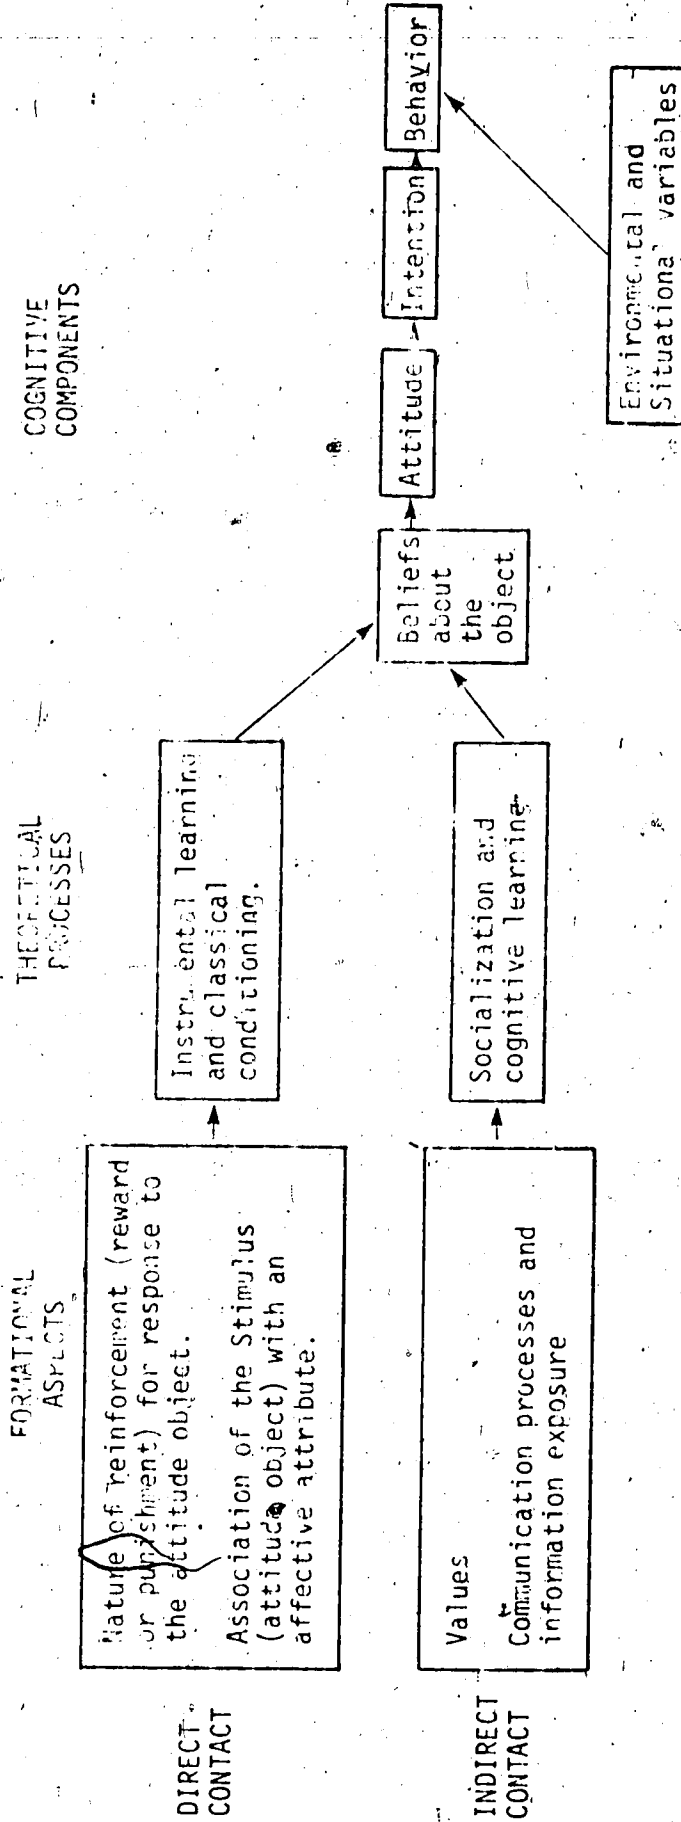 FORMATIONAL
ASPECTS
THEORETICAL
PROCESSES
COGNITIVE
COMPONENTS
DIRECT
CONTACT
Nature of reinforcement (reward
or punishment) for response to
the attitude object.
Association of the Stimulus
(attitude object) with an
affective attribute.
Instrumental learning
and classical
conditioning.
INDIRECT
CONTACT
Values
Communication processes and
information exposure
Socialization and
cognitive learning
Beliefs
about
the
object
Attitude
Intention
Behavior
Environmental and
Situational variables